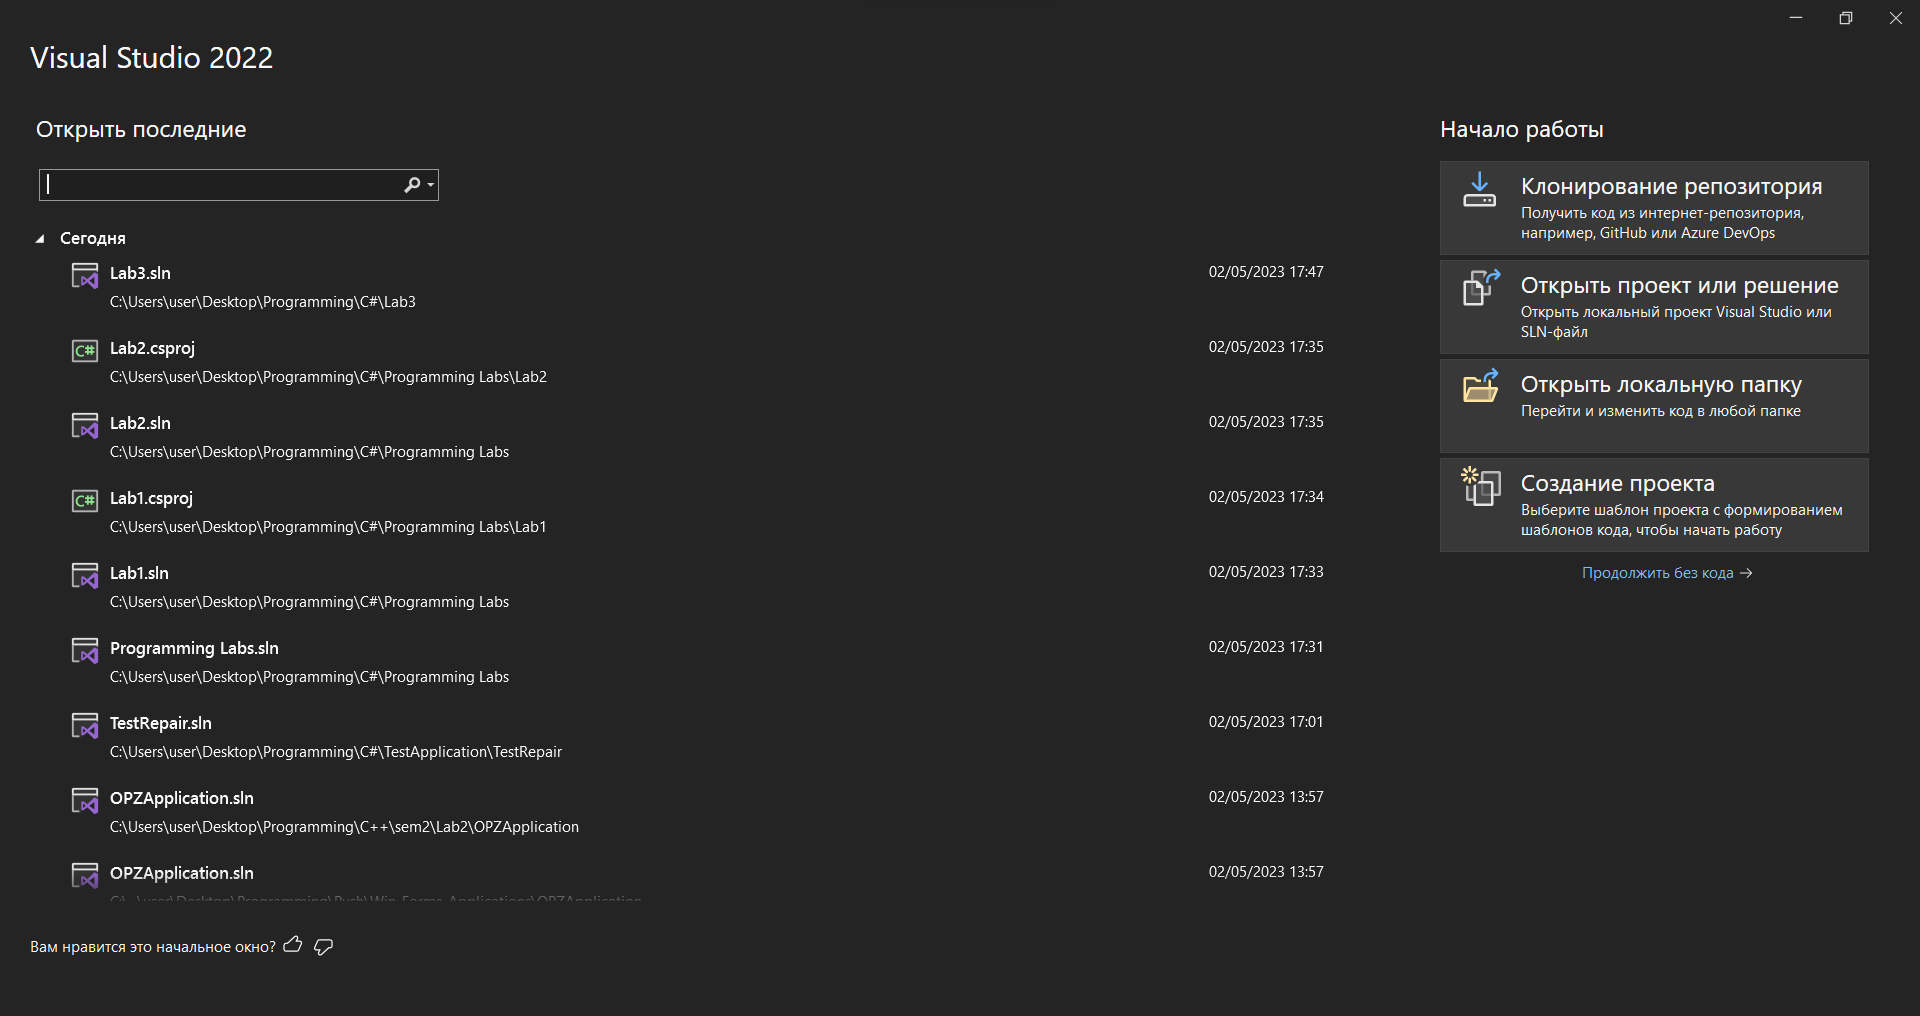 Visual Studio 2022
Открыть последние
Сегодня
Lab3.sln
02/05/2023 17:47
C:\Users\user\Desktop\Programming\C#\Lab3
Lab2.csproj
02/05/2023 17:35
C:\Users\user\Desktop\Programming\C#\Programming Labs\Lab2
Lab2.sln
02/05/2023 17:35
C:\Users\user\Desktop\Programming\C#\Programming Labs
Lab1.csproj
02/05/2023 17:34
C:\Users\user\Desktop\Programming\C#\Programming Labs\Lab1
Lab1.sln
02/05/2023 17:33
C:\Users\user\Desktop\Programming\C#\Programming Labs
Programming Labs.sln
02/05/2023 17:31
C:\Users\user\Desktop\Programming\C#\Programming Labs
TestRepair.sln
02/05/2023 17:01
C:\Users\user\Desktop\Programming\C#\TestApplication\TestRepair
OPZApplication.sln
02/05/2023 13:57
C:\Users\user\Desktop\Programming\C++\sem2\Lab2\OPZApplication
OPZApplication.sln
02/05/2023 13:57
Вам нравится это начальное окно?
Начало работы
Клонирование репозитория
Получить код из интернет-репозитория,
например, GitHub или Azure DevOps
Открыть проект или решение
Открыть локальный проект Visual Studio или
SLN-файл
Открыть локальную папку
Перейти и изменить код в любой папке
Создание проекта
Выберите шаблон проекта с формированием
шаблонов кода, чтобы начать работу
Продолжить без кода →